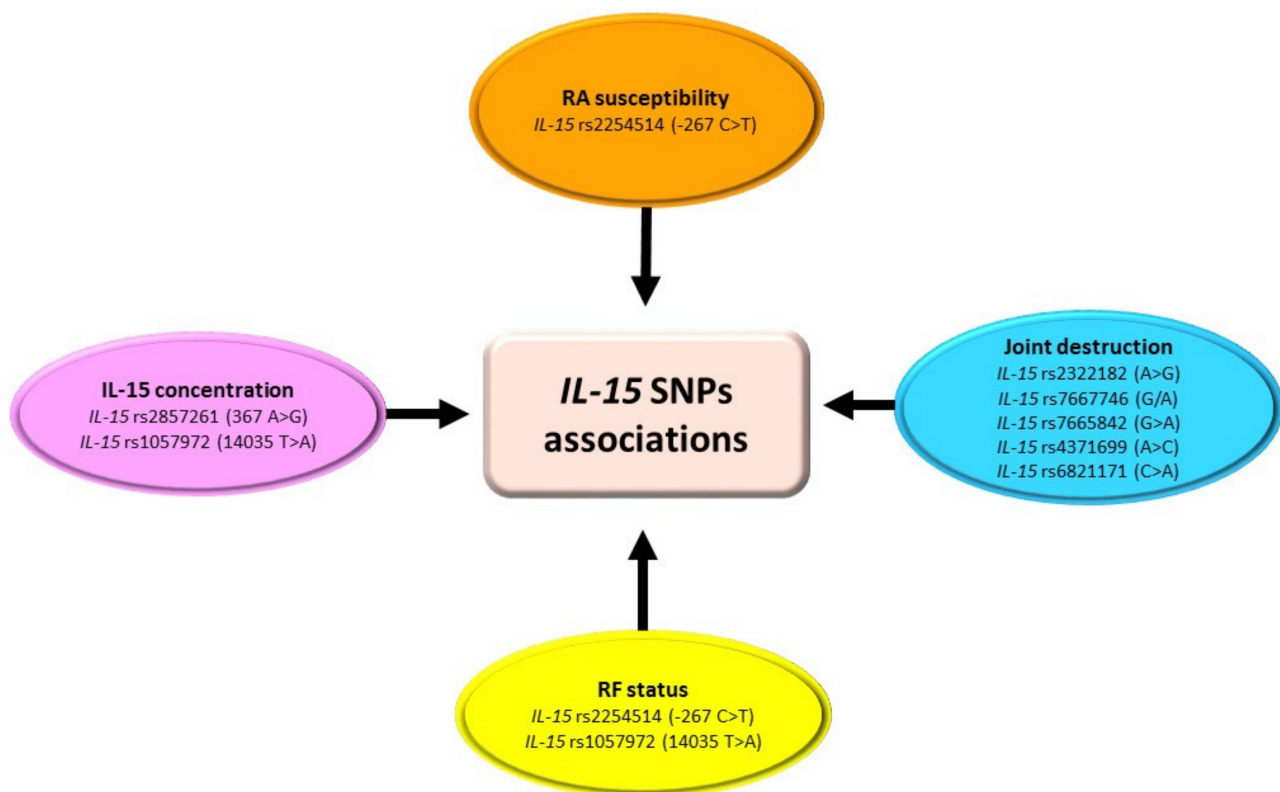 RA susceptibility
IL-15 rs2254514 (-267 C>T)
IL-15 concentration
IL-15 rs2857261 (367 A>G)
IL-15 rs1057972 (14035 T>A)
IL-15 SNPs
associations
Joint destruction
IL-15 rs2322182 (A>G)
IL-15 rs7667746 (G/A)
IL-15 rs7665842 (G>A)
IL-15 rs4371699 (A>C)
IL-15 rs6821171 (C>A)
RF status
IL-15 rs2254514 (-267 C>T)
IL-15 rs1057972 (14035 T>A)